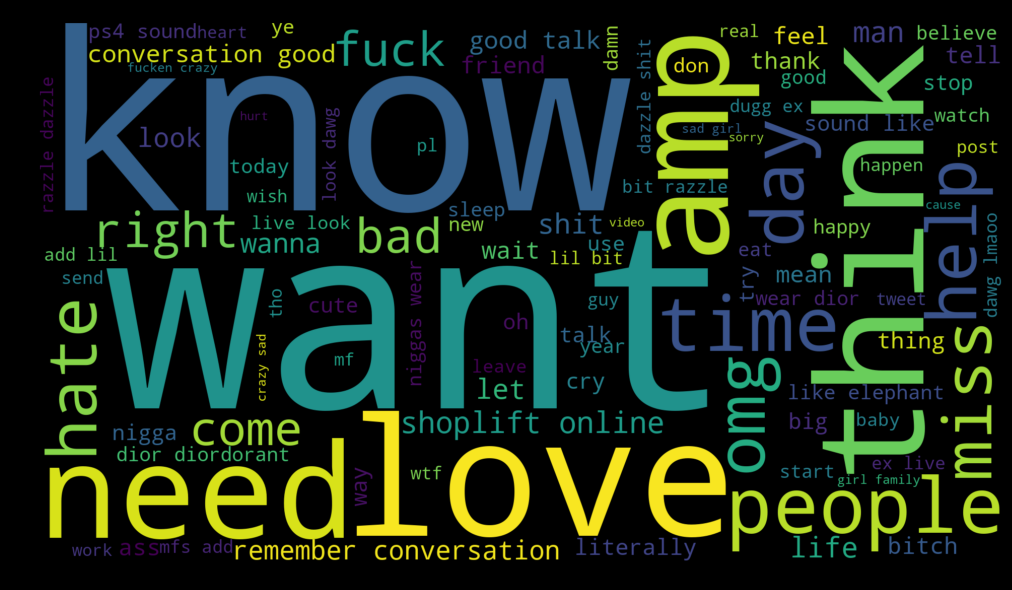 ps4 sound
heart
ye
conversation good
fuck
good talk
damn
real
feel
man
believe
fucken crazy
friend
don
thank
tell
know
amp
think
good
stop
razzle dazzle
hurt
look
look dawg
pl
dazzle shit
dugg ex
sad girl
sorry
sound like
watch
day
post
today
happen
help
wish
bit razzle
sleep
cause
right
live look
wanna
bad
new
shit
video
use
happy
add lil
wait
lil bit
eat
send
want
try
mean
dawg lmaoo
tho
cute
niggas wear
oh
guy
time
wear dior
tweet
hate
crazy sad
mf
talk
year
thing
miss
leave
let
cry
omg
like elephant
nigga
come
shoplift online
big
baby
dior diordorant
need
love
way
wtf
start
ex live
girl family
people
work
ass
mfs add
remember conversation
literally
life
bitch